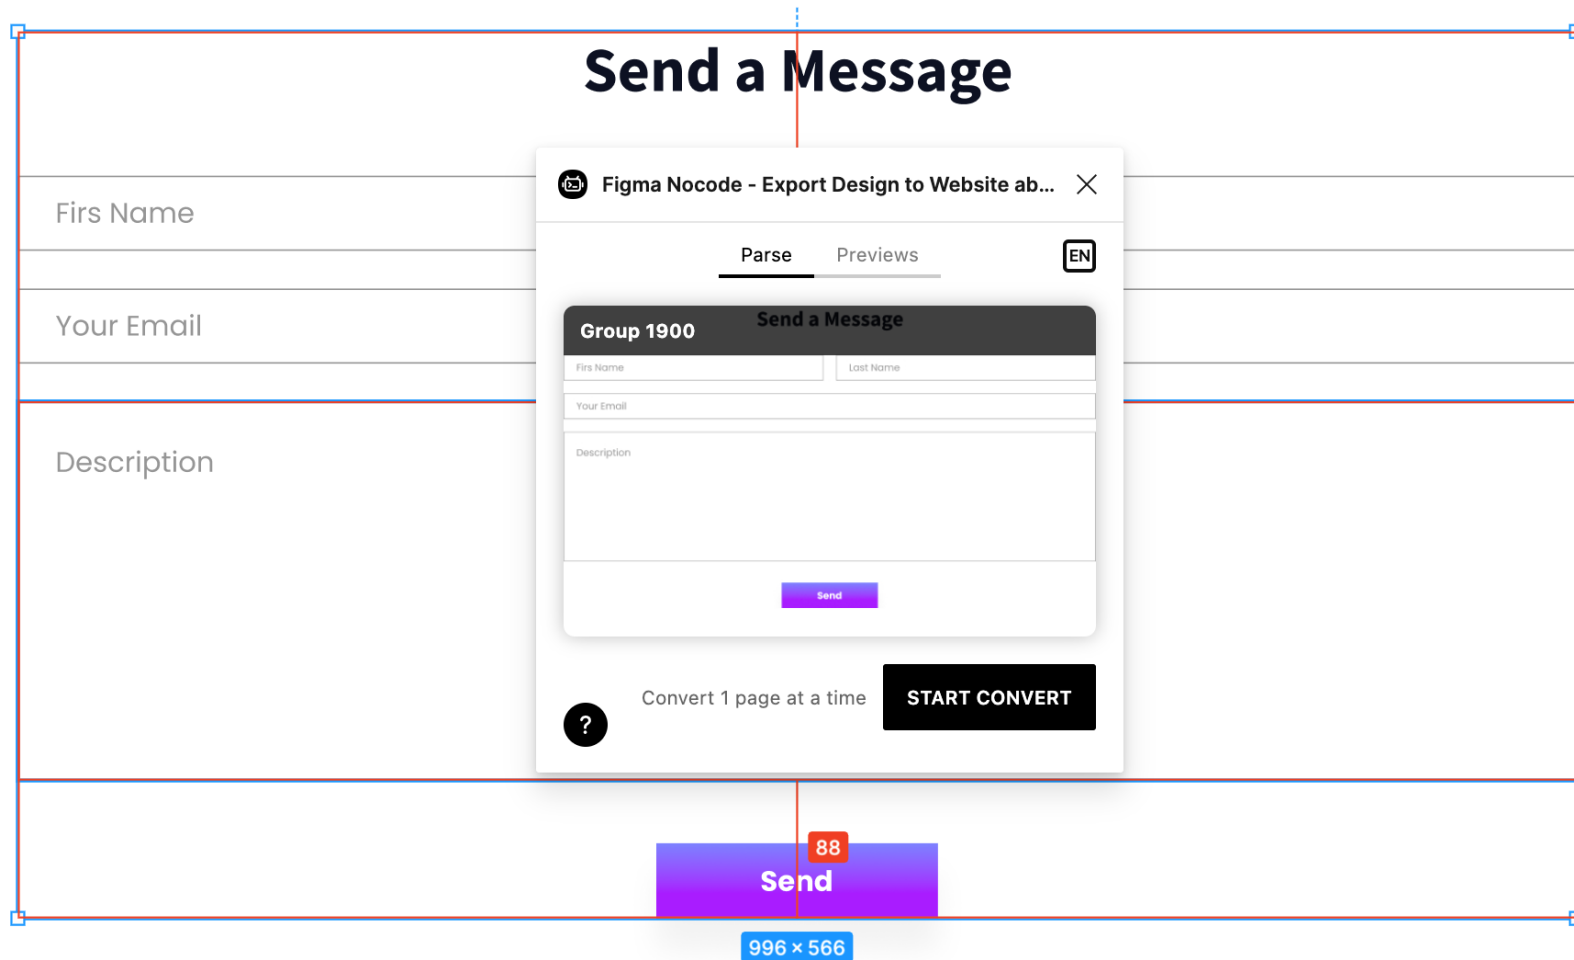 Send a Message
Figma Nocode - Export Design to Website ab...
Firs Name
Parse
Previews
EN
Your Email
Send a Message
Group 1900
Firs Name
Last Name
Your Email
Description
Description
Send
Convert 1 page at a time
START CONVERT
?
88
Send
996 × 566